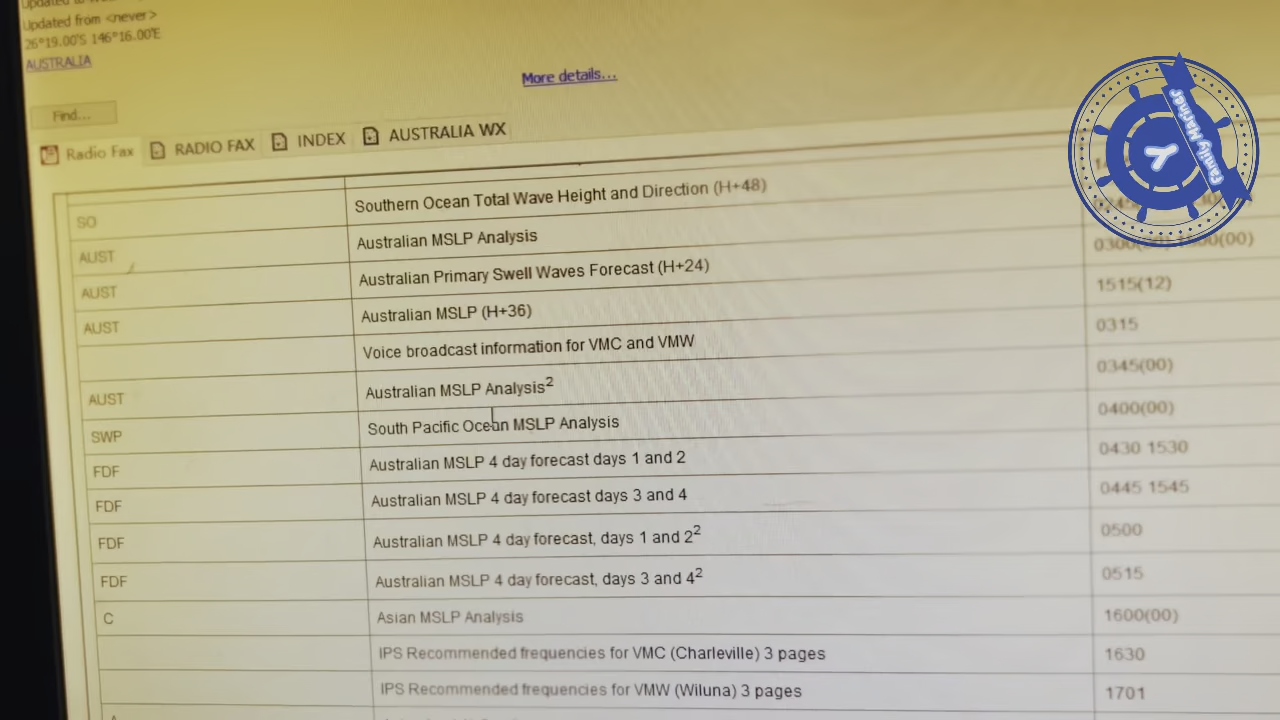 Updated from <never>
26°19.00'S 146°16.00'E
AUSTRALIA
More details...
Find...
Radio Fax RADIO FAX INDEX AUSTRALIA WX
SO Southern Ocean Total Wave Height and Direction (H+48)
AUST Australian MSLP Analysis
AUST Australian Primary Swell Waves Forecast (H+24) 1515(12)
AUST Australian MSLP (H+36) 0315
Voice broadcast information for VMC and VMW 0345(00)
AUST Australian MSLP Analysis² 0400(00)
SWP South Pacific Ocean MSLP Analysis 0430 1530
FDF Australian MSLP 4 day forecast days 1 and 2 0445 1545
FDF Australian MSLP 4 day forecast days 3 and 4 0500
FDF Australian MSLP 4 day forecast, days 1 and 2² 0515
FDF Australian MSLP 4 day forecast, days 3 and 4²
C Asian MSLP Analysis 1600(00)
IPS Recommended frequencies for VMC (Charleville) 3 pages 1630
IPS Recommended frequencies for VMW (Wiluna) 3 pages 1701
family Mariner